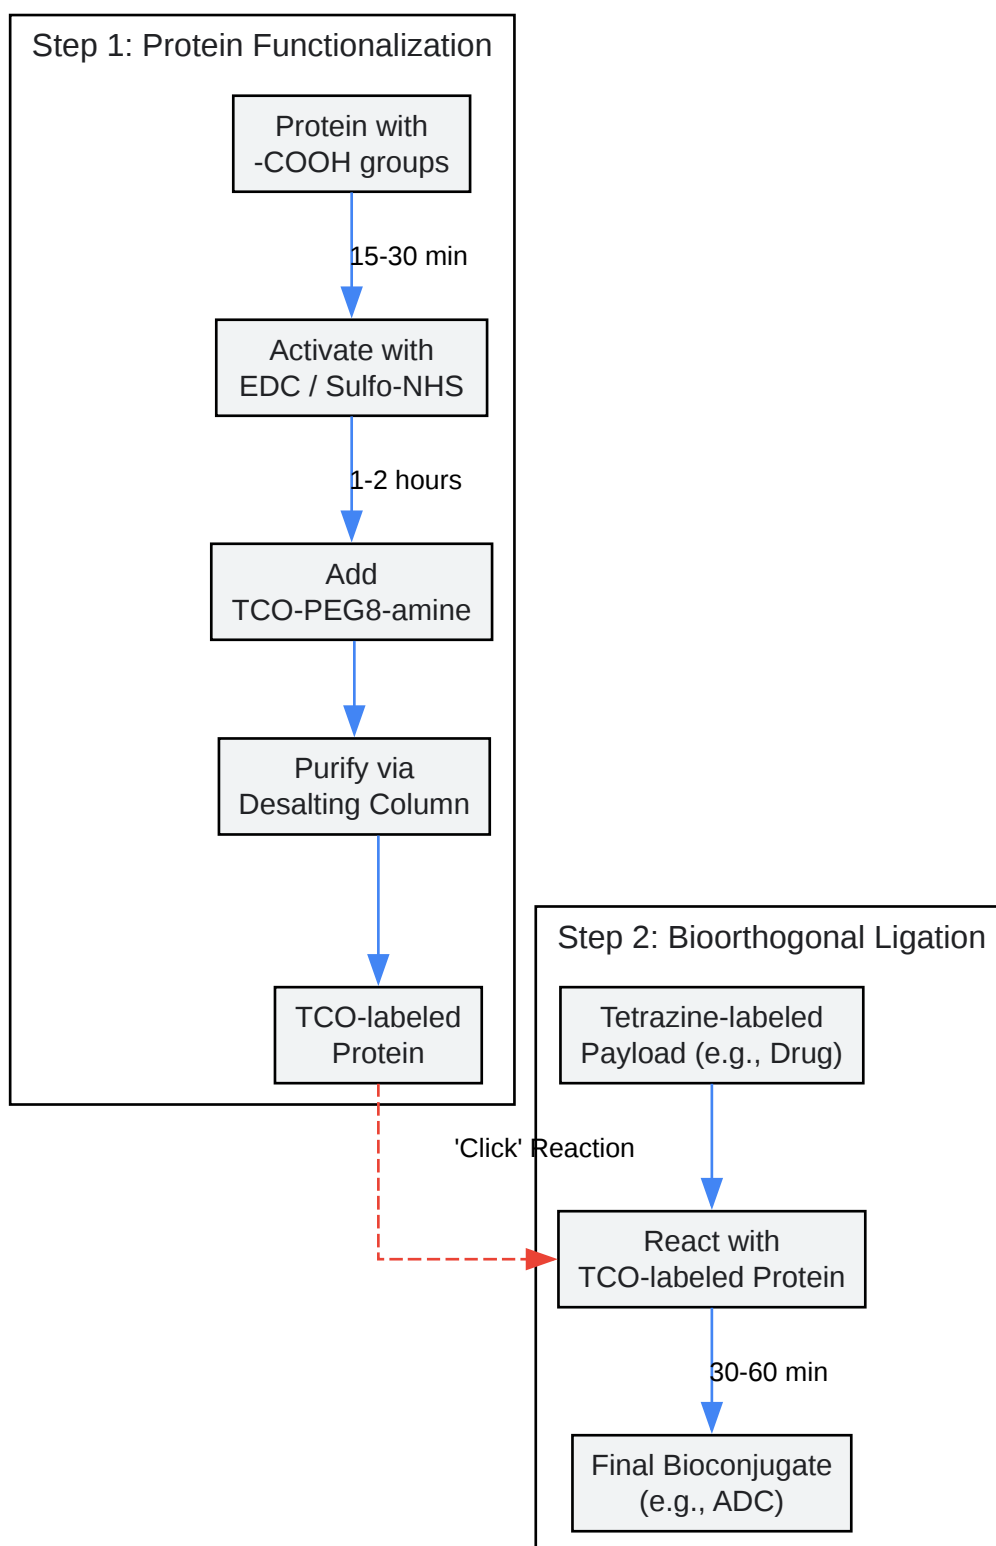 Step 1: Protein Functionalization
Protein with
-COOH groups
15-30 min
Activate with
EDC / Sulfo-NHS
1-2 hours
Add
TCO-PEG8-amine
Purify via
Desalting Column
TCO-labeled
Protein
'Click' Reaction
Step 2: Bioorthogonal Ligation
Tetrazine-labeled
Payload (e.g., Drug)
React with
TCO-labeled Protein
30-60 min
Final Bioconjugate
(e.g., ADC)